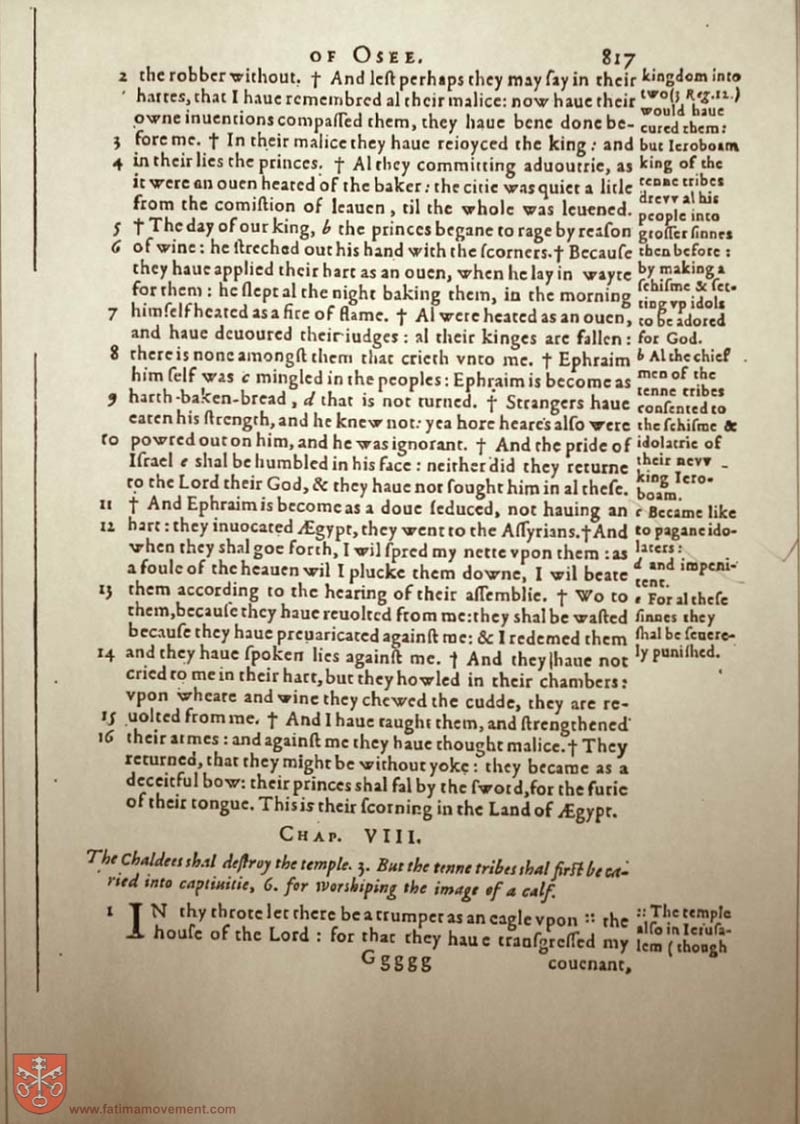 OF OSEE. 817
2 the robber without. † And leſt perhaps they may ſay in their
hartes, that I haue remembred al their malice: now haue their
owne inuentions compaſſed them, they haue bene done be-
3 fore me. † In their malice they haue reioyced the king: and
4 in their lies the princes. † Al they committing aduoutrie, as
it were an ouen heated of the baker: the citie was quiet a litle
from the comiſtion of leauen, til the whole was leuened.
5 † The day of our king, b the princes begane to rage by reaſon
6 of wine: he ſtreched out his hand with the ſcorners. † Becauſe
they haue applied their hart as an ouen, when he lay in wayte
for them: he ſlept al the night baking them, in the morning
7 himſelf heated as a fire of flame. † Al were heated as an ouen,
and haue deuoured their iudges: al their kinges are fallen:
8 there is none amongſt them that crieth vnto me. † Ephraim
him ſelf was c mingled in the peoples: Ephraim is become as
9 harth-baken-bread, d that is not turned. † Strangers haue
eaten his ſtrength, and he knew not: yea hore heares alſo were
10 powred out on him, and he was ignorant. † And the pride of
Iſrael e shal be humbled in his face: neither did they returne
to the Lord their God, & they haue not ſought him in al theſe.
11 † And Ephraim is become as a doue ſeduced, not hauing an
12 hart: they inuocated Ægypt, they went to the Aſſyrians. † And
when they shal goe forth, I wil ſpred my nette vpon them: as
a foule of the heauen wil I plucke them downe, I wil beate
13 them according to the hearing of their aſſemblie. † Wo to
them, becauſe they haue reuolted from me: they shal be waſted
becauſe they haue preuaricated againſt me: & I redemed them
14 and they haue ſpoken lies againſt me. † And they haue not
cried to me in their hart, but they howled in their chambers:
vpon wheate and wine they chewed the cudde, they are re-
15 uolted from me. † And I haue taught them, and ſtrengthened
16 their armes: and againſt me they haue thought malice. † They
returned, that they might be without yoke: they became as a
deceitful bow: their princes shal fal by the ſword, for the furie
of their tongue. This is their ſcorning in the Land of Ægypt.
kingdom into
two (3 Reg. 12.)
would haue
cured them:
but Ieroboam
king of the
tenne tribes
drevv al his
people into
groſſer ſinnes
then before:
by making a
ſchiſme & ſet-
ting vp idols
to be adored
for God.
b Al the chief
men of the
tenne tribes
conſented to
the ſchiſme &
idolatrie of
their nevv
king Iero-
boam.
c Became like
to pagane ido-
laters:
d and impeni-
tent.
e For al theſe
ſinnes they
ſhal be ſeuere-
ly puniſhed.
CHAP. VIII.
The Chaldees shal deſtroy the temple. 3. But the tenne tribes shal firſt be ca-
ried into captiuitie, 6. for worshiping the image of a calf.
1 IN thy throte let there be a trumpet as an eagle vpon :: the
houſe of the Lord: for that they haue tranſgreſſed my
:: The temple
alſo in Ieruſa-
lem (though
Ggggg couenant,
www.fatimamovement.com